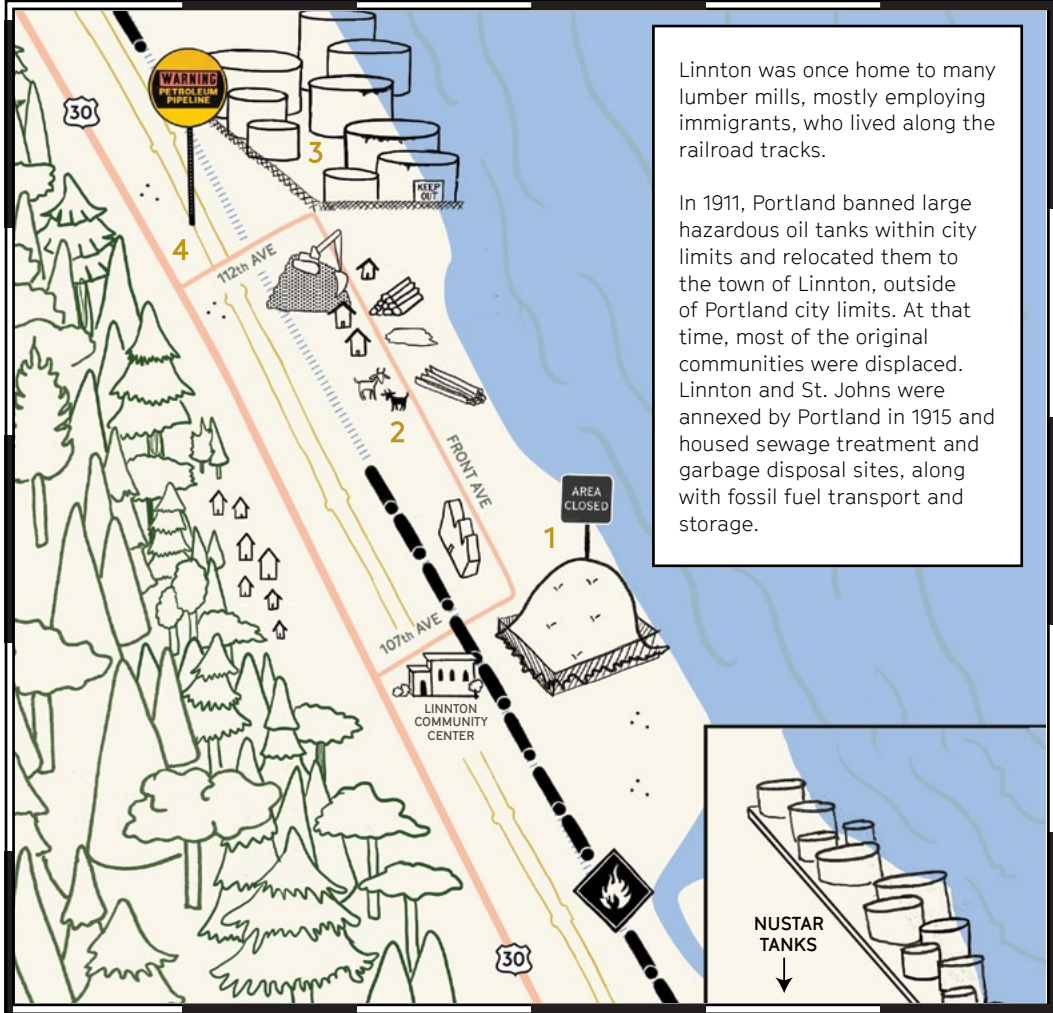 WARNING
PETROLEUM
PIPELINE
30
3
KEEP
OUT
4
112th AVE
2
FRONT AVE
AREA
CLOSED
1
107th AVE
LINNTON
COMMUNITY
CENTER
30
NUSTAR
TANKS
Linnton was once home to many
lumber mills, mostly employing
immigrants, who lived along the
railroad tracks.
In 1911, Portland banned large
hazardous oil tanks within city
limits and relocated them to
the town of Linnton, outside
of Portland city limits. At that
time, most of the original
communities were displaced.
Linnton and St. Johns were
annexed by Portland in 1915 and
housed sewage treatment and
garbage disposal sites, along
with fossil fuel transport and
storage.